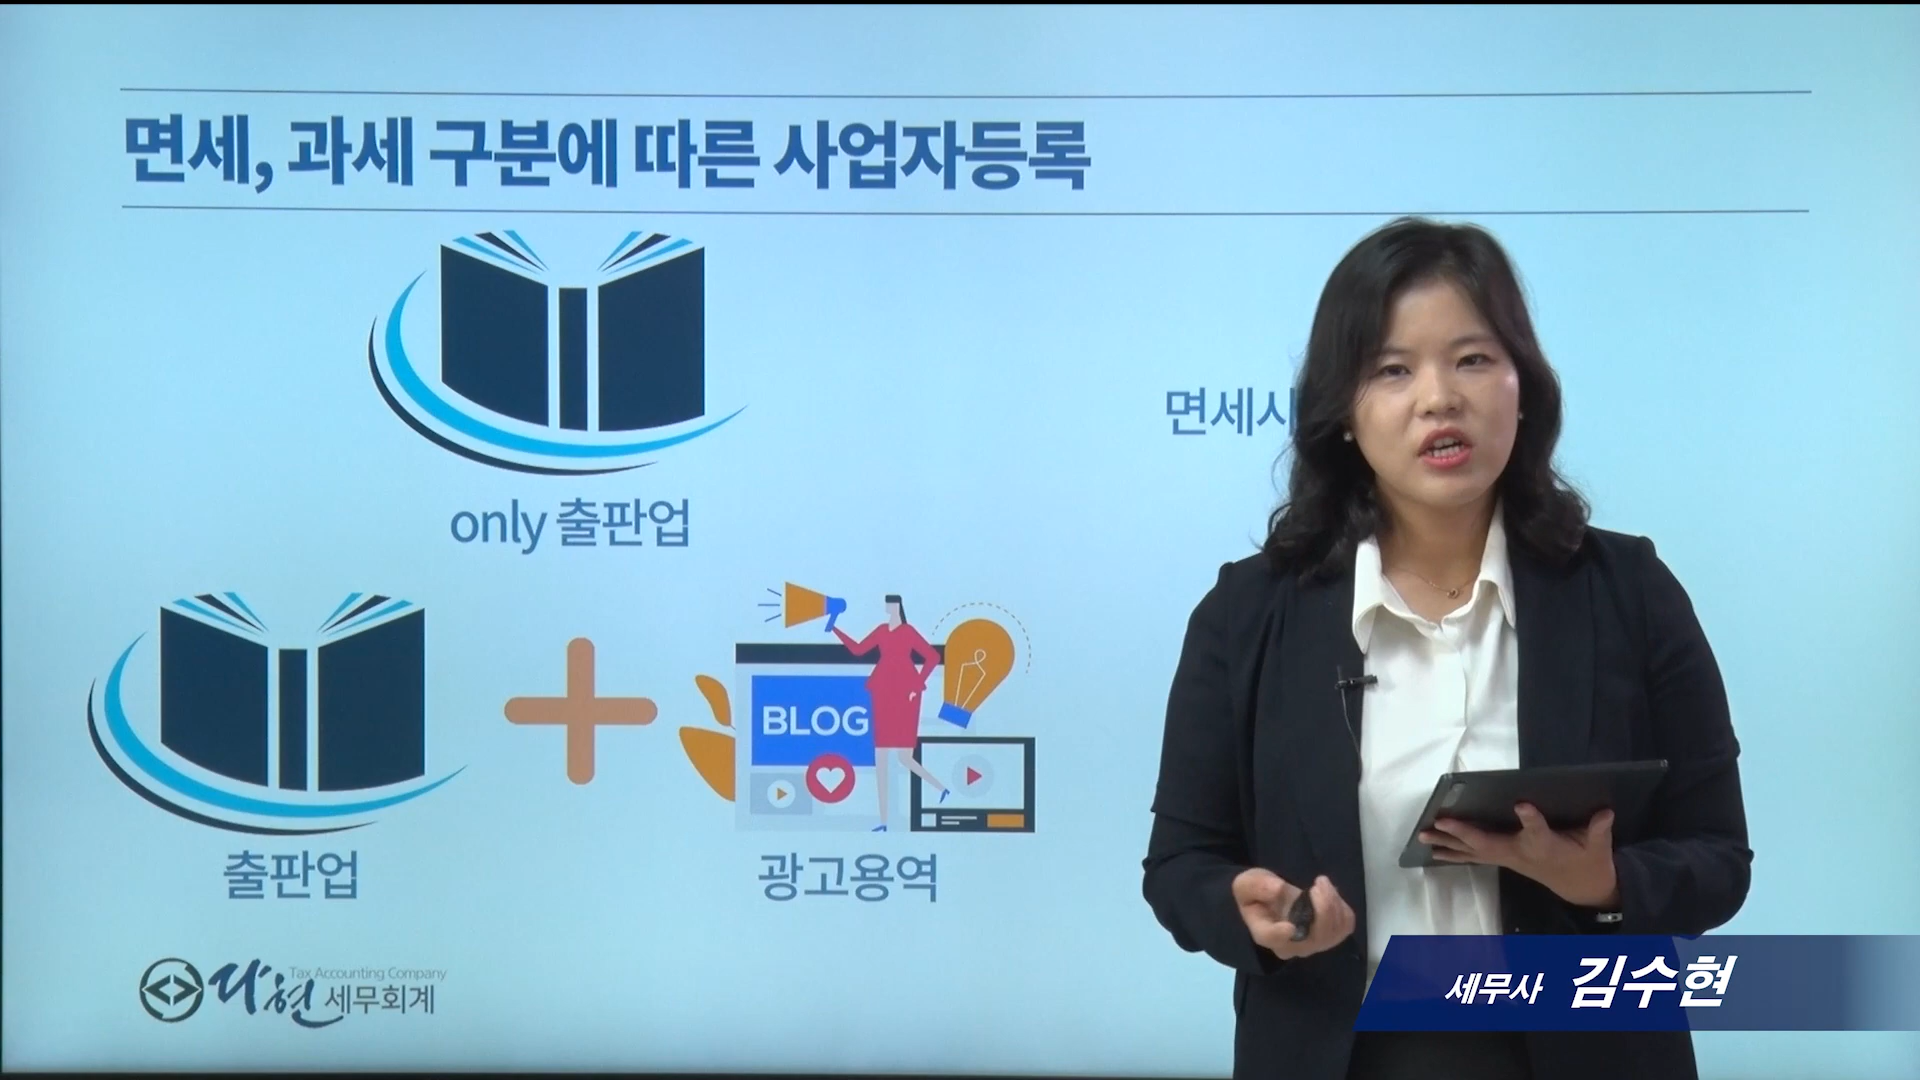 면세, 과세 구분에 따른 사업자등록
면세사
only 출판업
BLOG
출판업
광고용역
다현 Tax Accounting Company
세무회계
세무사 김수현